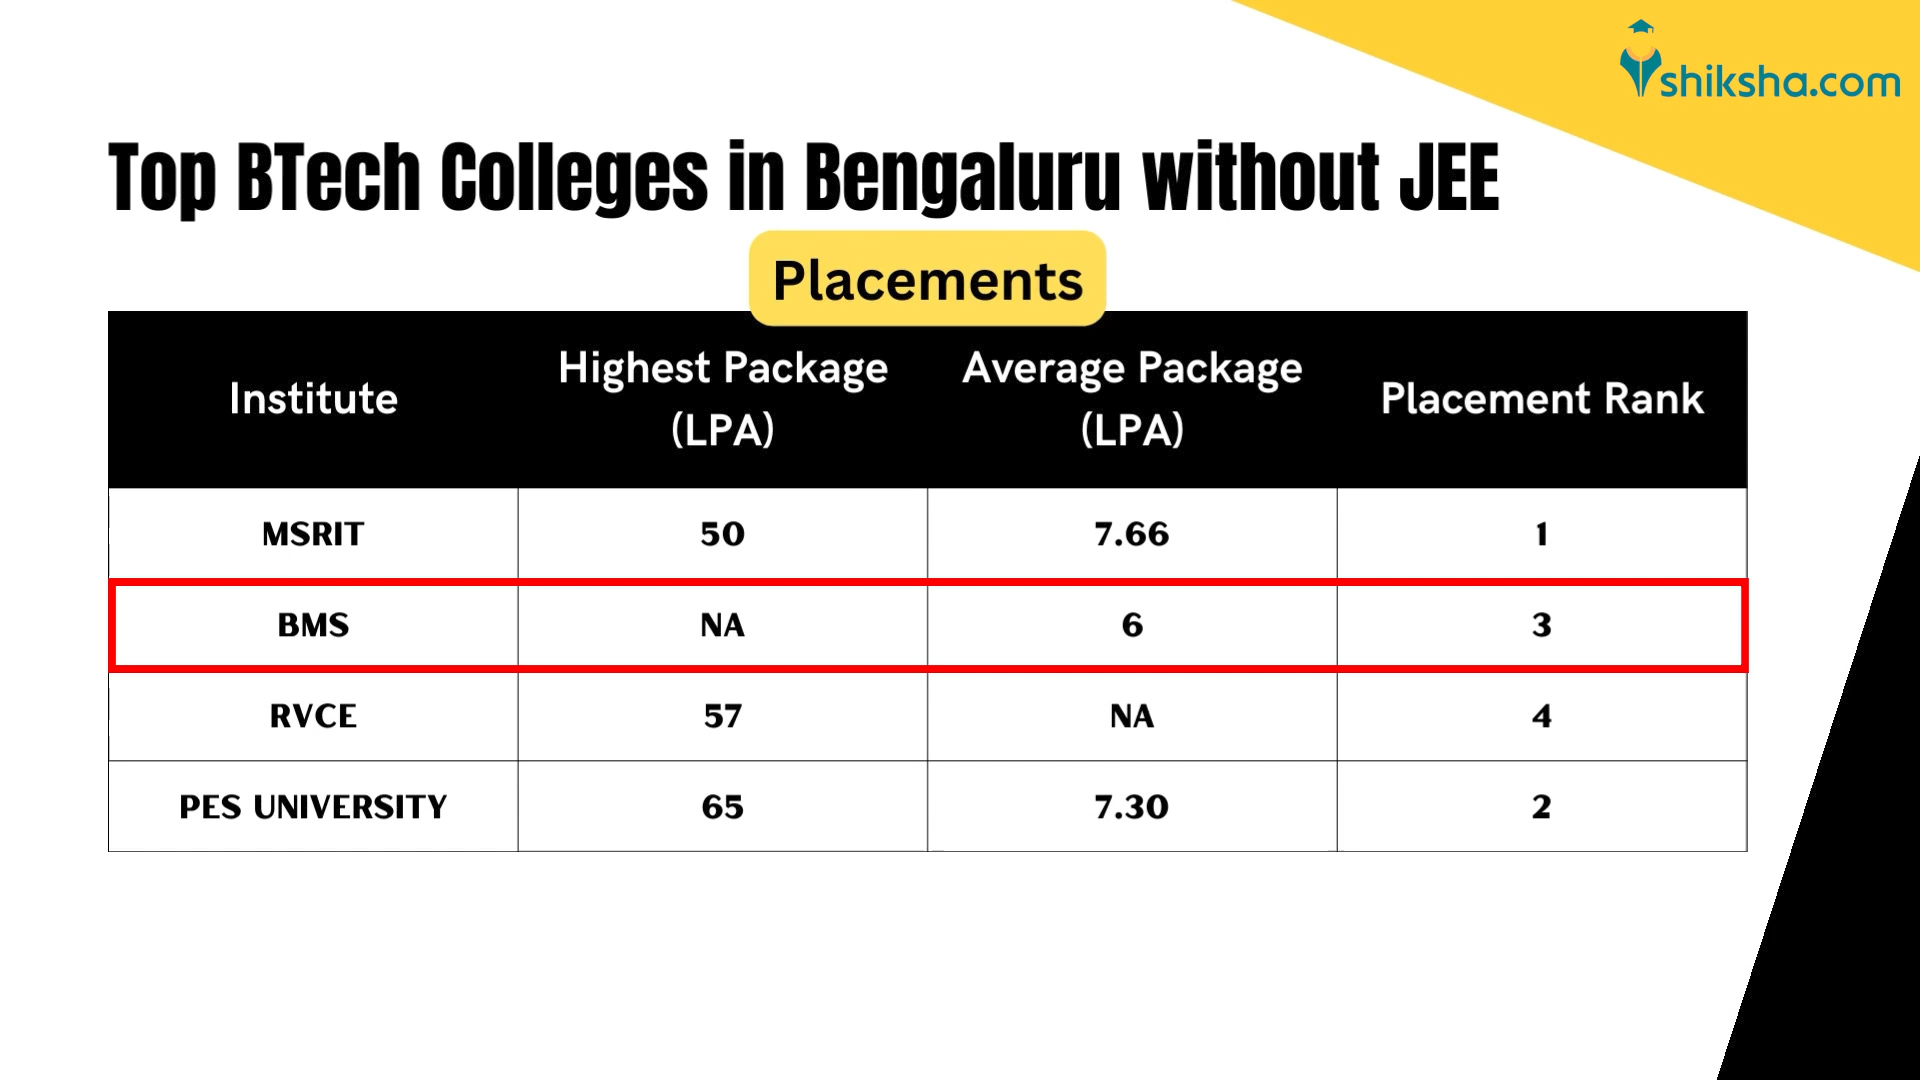 shiksha.com
Top BTech Colleges in Bengaluru without JEE
Placements
Institute
Highest Package
(LPA)
Average Package
(LPA)
Placement Rank
MSRIT 50 7.66 1
BMS NA 6 3
RVCE 57 NA 4
PES UNIVERSITY 65 7.30 2